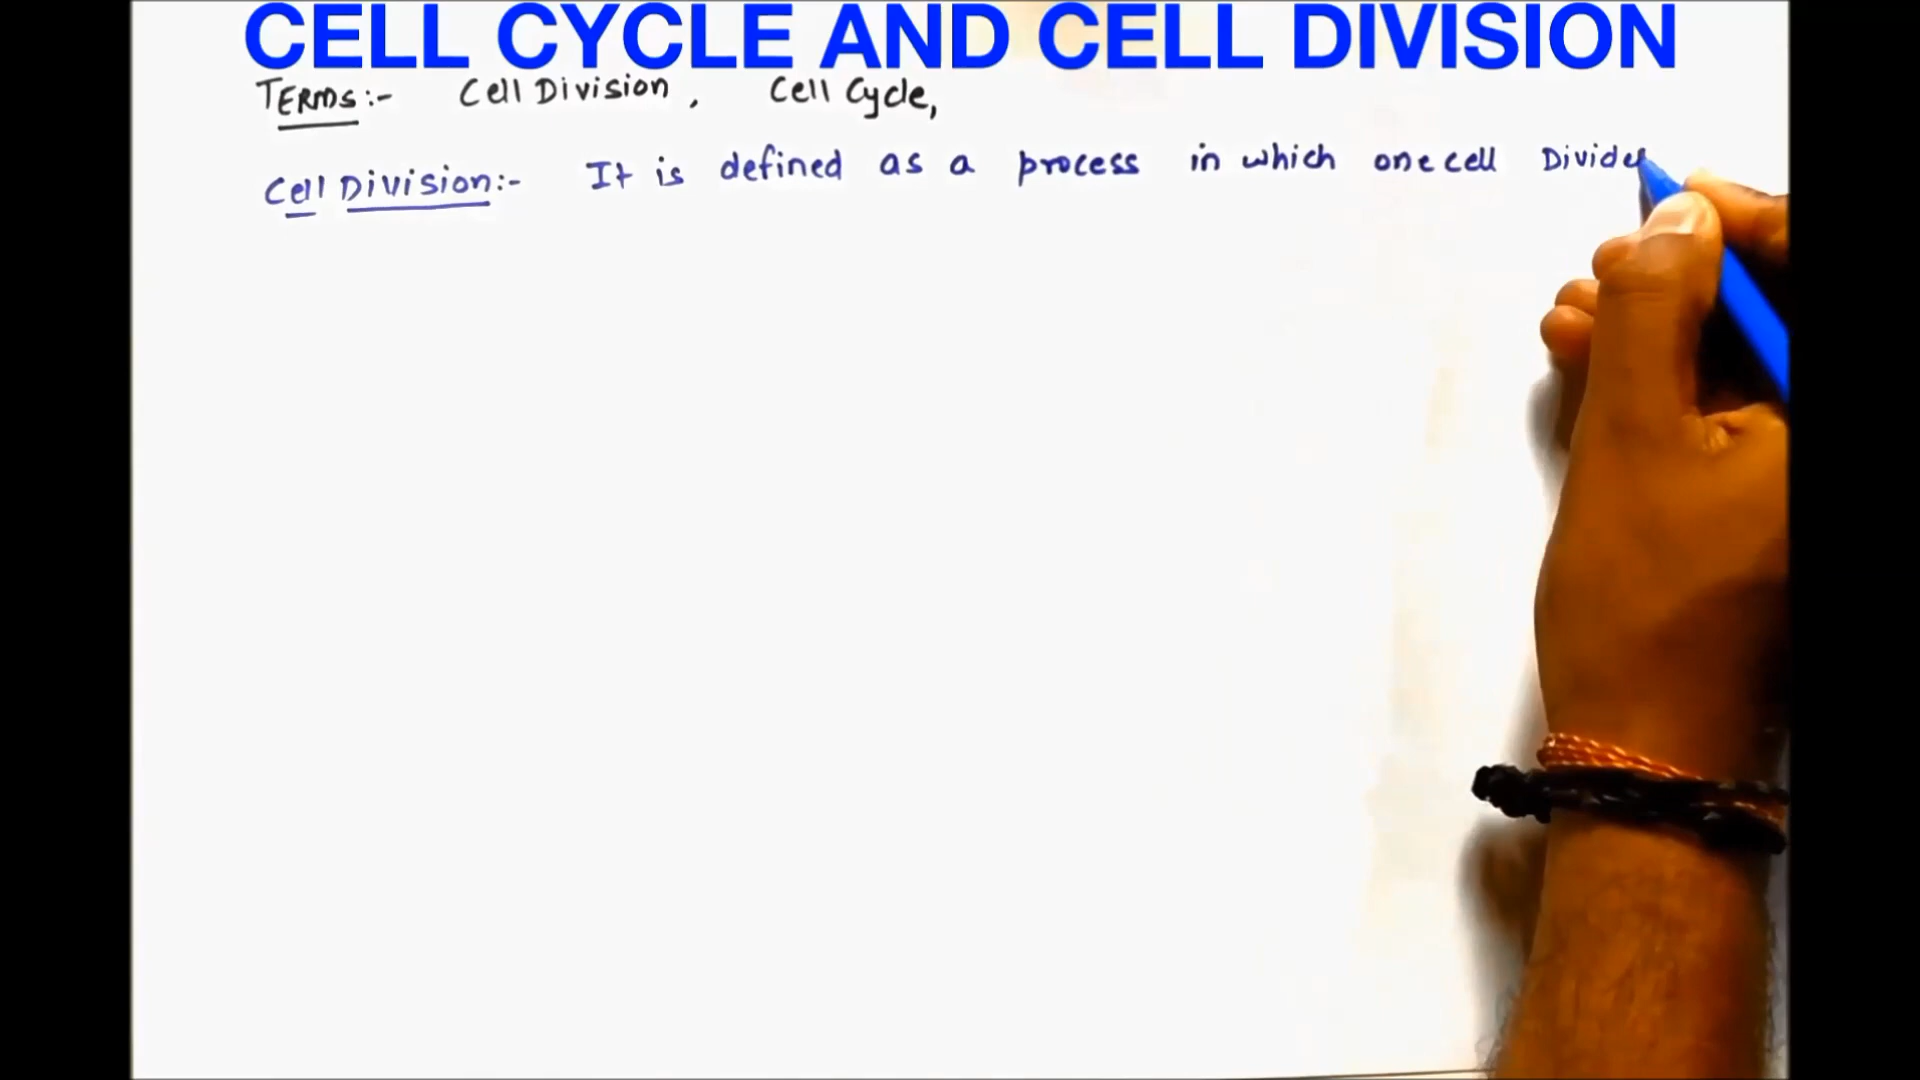 CELL CYCLE AND CELL DIVISION
TERMS:- Cell Division, Cell Cycle,
Cell Division:- It is defined as a process in which one cell Divide